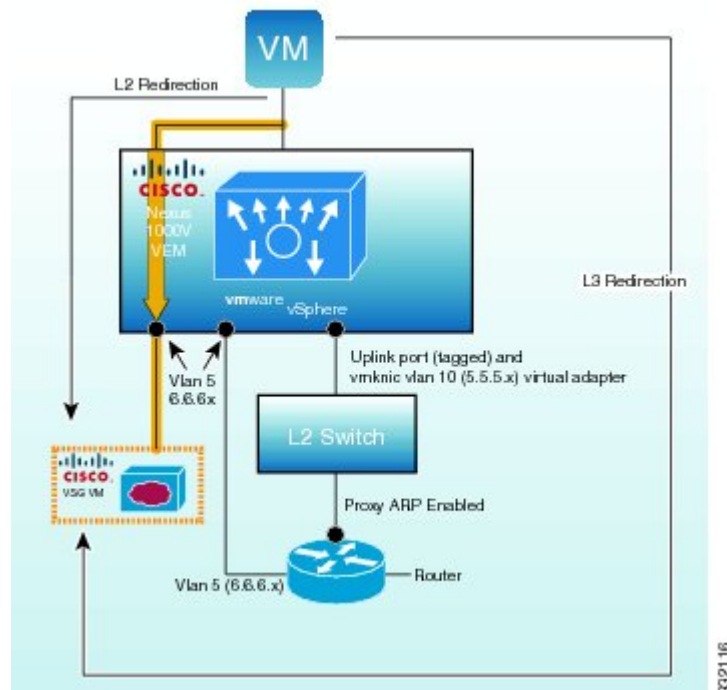 VM
L2 Redirection
CISCO.
Nexus
1000V
VEM
vmware vSphere
L3 Redirection
Vlan 5
6.6.6x
Uplink port (tagged) and
vmknic vlan 10 (5.5.5.x) virtual adapter
L2 Switch
CISCO
VSG VM
Proxy ARP Enabled
Vlan 5 (6.6.6.x)
Router
332116